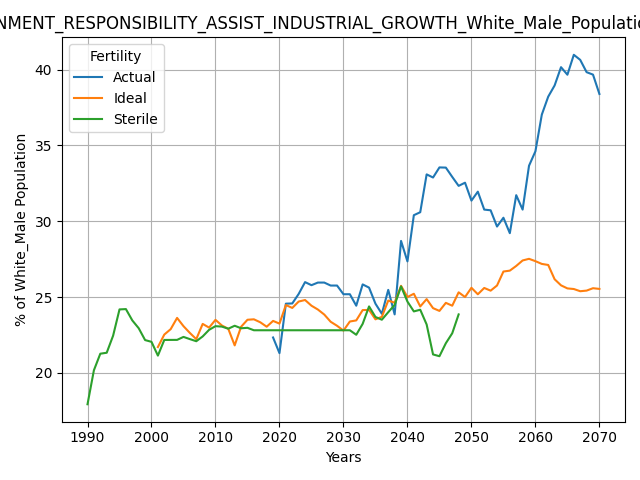 NMENT_RESPONSIBILITY_ASSIST_INDUSTRIAL_GROWTH_White_Male_Populatio
Fertility
Actual
Ideal
Sterile
% of White_Male Population
40
35
30
25
20
1990 2000 2010 2020 2030 2040 2050 2060 2070
Years